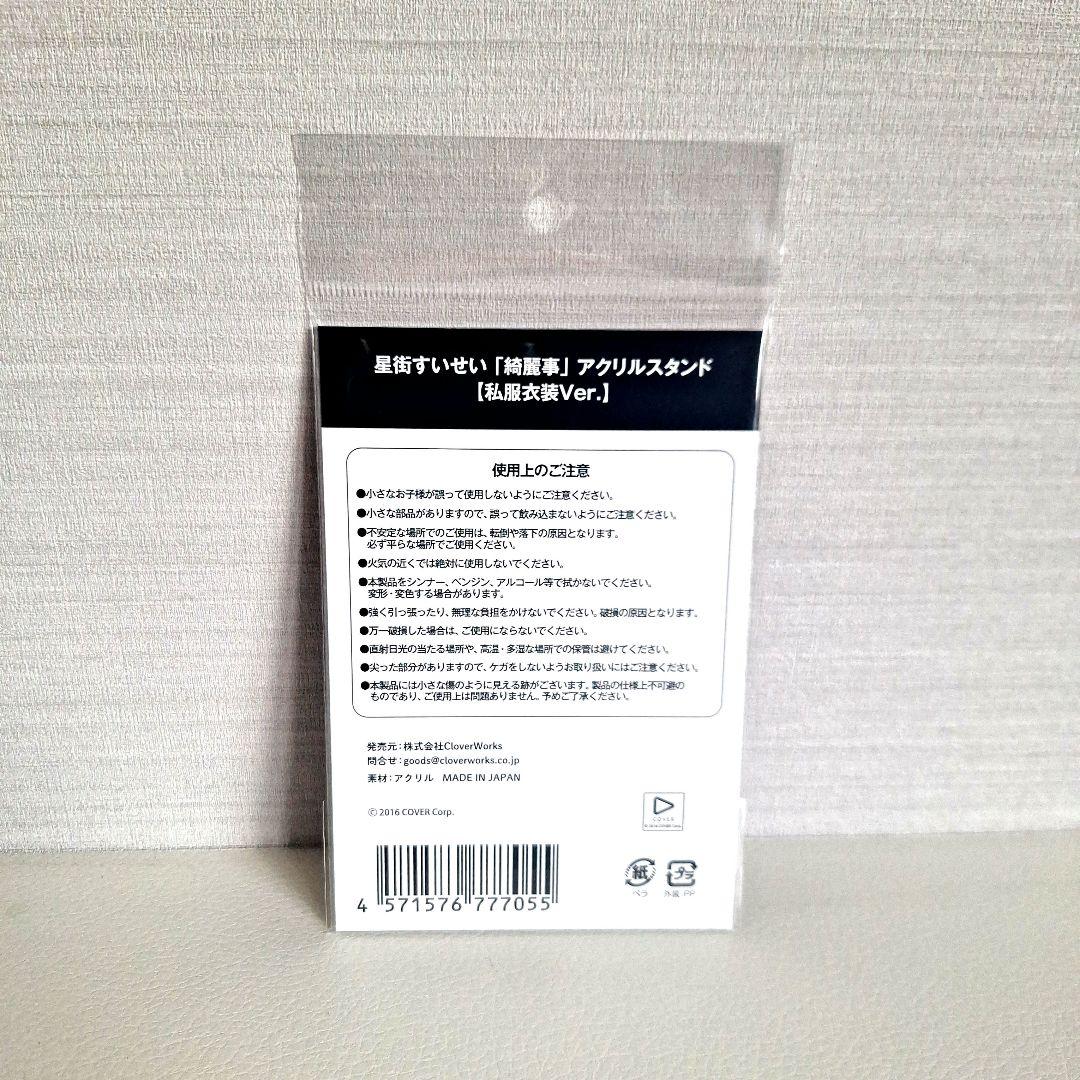 星街すいせい「綺麗事」アクリルスタンド
【私服衣装Ver.】
使用上のご注意
●小さなお子様が誤って使用しないようにご注意ください。
●小さな部品がありますので、誤って飲み込まないようにご注意ください。
●不安定な場所でのご使用は、転倒や落下の原因となります。
必ず平らな場所でご使用ください。
●火気の近くでは絶対に使用しないでください。
●本製品をシンナー、ベンジン、アルコール等で拭かないでください。
変形・変色する場合があります。
●強く引っ張ったり、無理な負担をかけないでください。破損の原因となります。
●万一破損した場合は、ご使用にならないでください。
●直射日光の当たる場所や、高温・多湿な場所での保管は避けてください。
●尖った部分がありますので、ケガをしないようお取り扱いにはご注意ください。
●本製品には小さな傷のように見える跡がございます。製品の仕様上不可避の
ものであり、ご使用上は問題ありません。予めご了承ください。
発売元：株式会社CloverWorks
問合せ：goods@cloverworks.co.jp
素材：アクリル MADE IN JAPAN
© 2016 COVER Corp.
COVER
© 2016 COVER Corp.
紙
ベラ
プラ
外装 PP
4 571576 777055